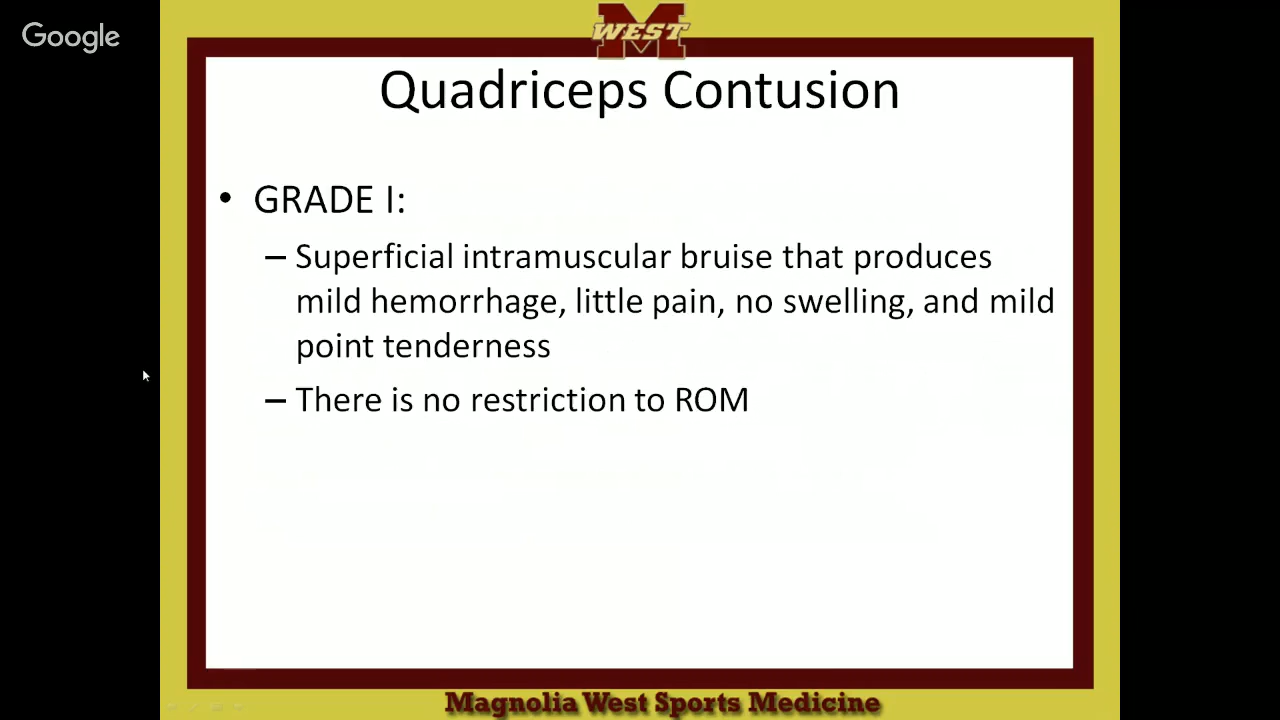 Google
M
WEST
Quadriceps Contusion
• GRADE I:
– Superficial intramuscular bruise that produces
mild hemorrhage, little pain, no swelling, and mild
point tenderness
– There is no restriction to ROM
Magnolia West Sports Medicine